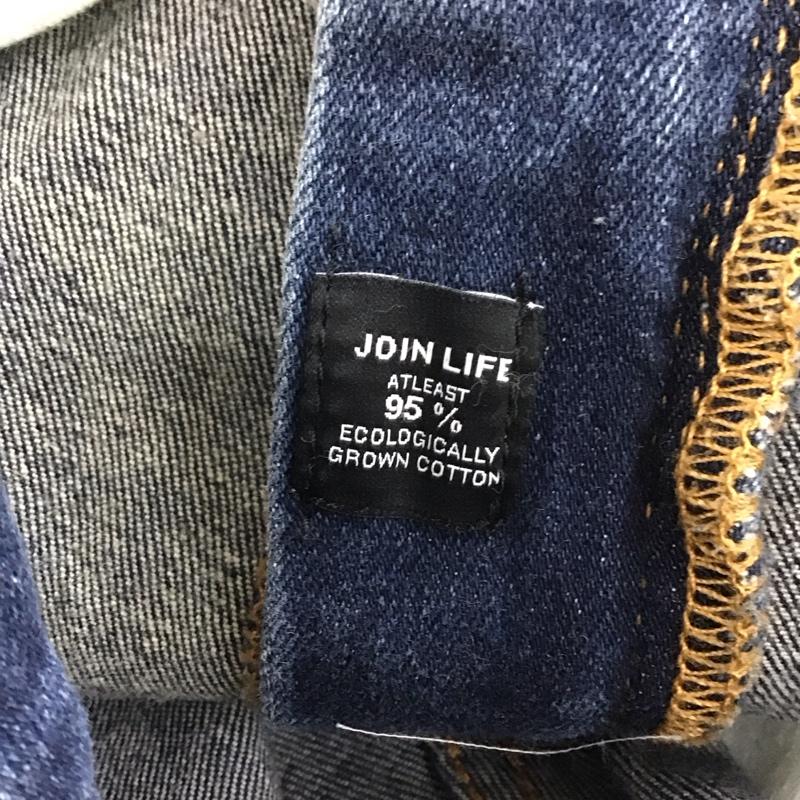 JOIN LIFE
ATLEAST
95 %
ECOLOGICALLY
GROWN COTTON